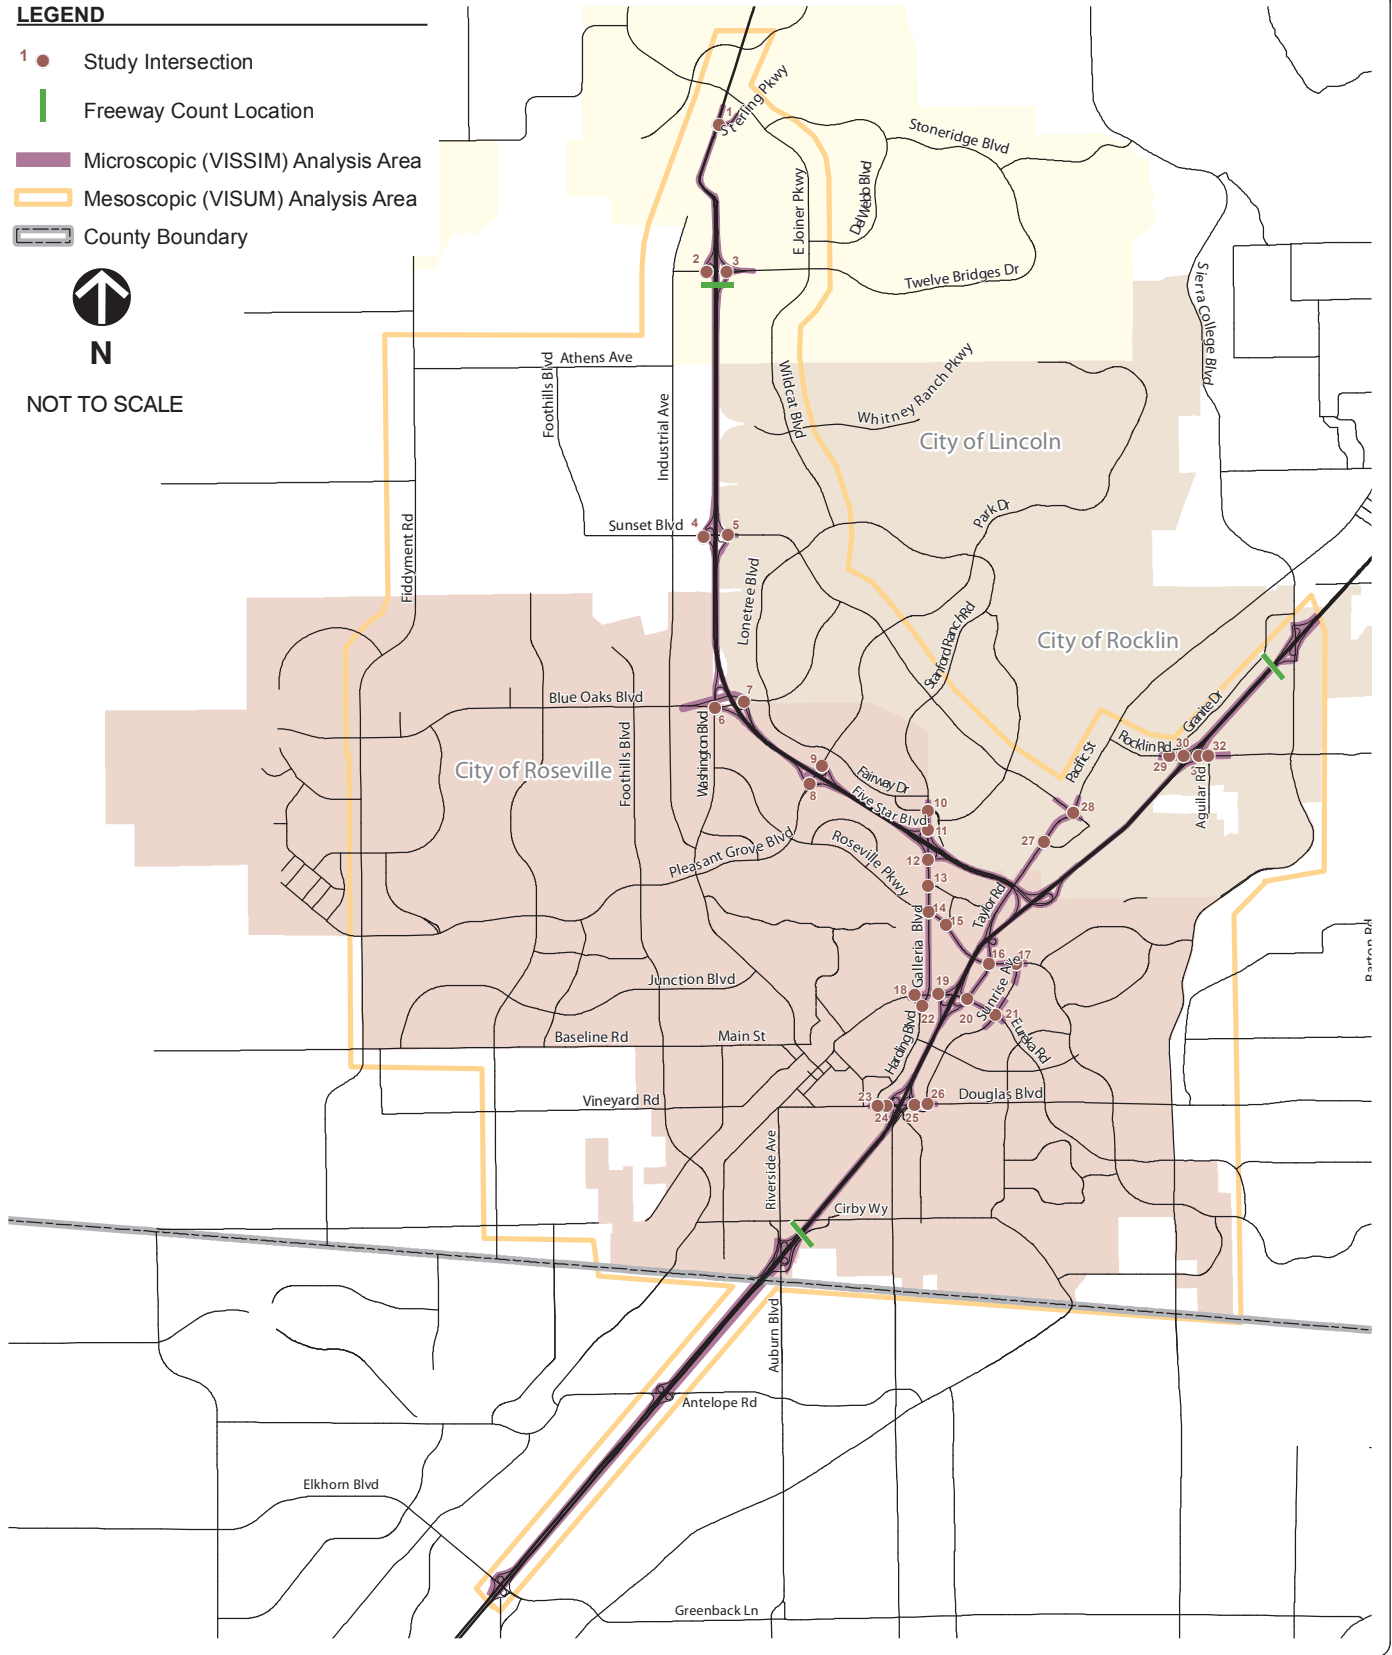 LEGEND
1 Study Intersection
Freeway Count Location
Microscopic (VISSIM) Analysis Area
Mesoscopic (VISUM) Analysis Area
County Boundary
N
NOT TO SCALE
1
Sterling Pkwy
Stoneridge Blvd
E Joiner Pkwy
Del Webb Blvd
2
3
Twelve Bridges Dr
Sierra College Blvd
Athens Ave
Foothills Blvd
Industrial Ave
Wildcat Blvd
Whitney Ranch Pkwy
City of Lincoln
Fiddyment Rd
Sunset Blvd
4
5
Park Dr
Lonetree Blvd
Stanford Ranch Rd
City of Rocklin
Blue Oaks Blvd
7
6
Washington Blvd
Foothills Blvd
City of Roseville
Granite Dr
Rocklin Rd
Pacific St
30
32
29
3
Aguilar Rd
9
8
Fairway Dr
Five Star Blvd
10
11
28
27
Pleasant Grove Blvd
Roseville Pkwy
12
13
14
15
Taylor Rd
Galleria Blvd
16
17
Sunrise Ave
Barton Rd
Junction Blvd
18
19
22
20
21
Eureka Rd
Harding Blvd
Baseline Rd
Main St
Vineyard Rd
23
24
25
26
Douglas Blvd
Riverside Ave
Cirby Wy
Auburn Blvd
Antelope Rd
Elkhorn Blvd
Greenback Ln